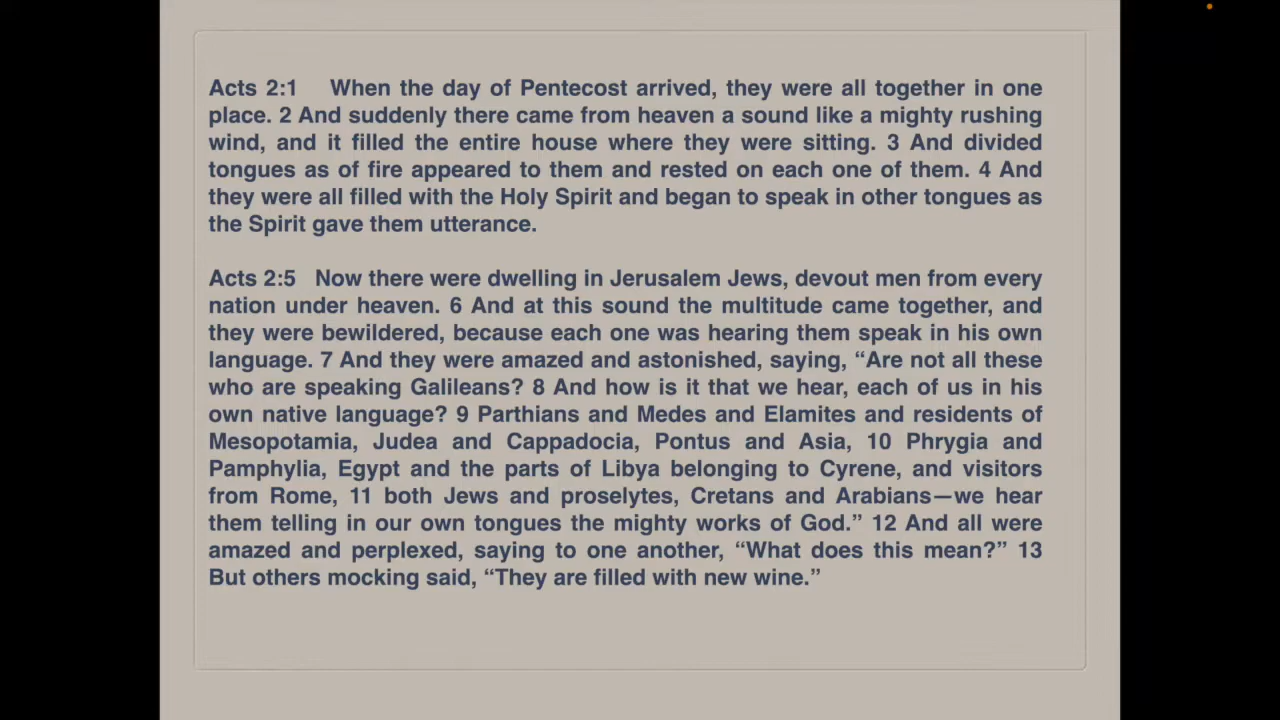 Acts 2:1 When the day of Pentecost arrived, they were all together in one
place. 2 And suddenly there came from heaven a sound like a mighty rushing
wind, and it filled the entire house where they were sitting. 3 And divided
tongues as of fire appeared to them and rested on each one of them. 4 And
they were all filled with the Holy Spirit and began to speak in other tongues as
the Spirit gave them utterance.
Acts 2:5 Now there were dwelling in Jerusalem Jews, devout men from every
nation under heaven. 6 And at this sound the multitude came together, and
they were bewildered, because each one was hearing them speak in his own
language. 7 And they were amazed and astonished, saying, “Are not all these
who are speaking Galileans? 8 And how is it that we hear, each of us in his
own native language? 9 Parthians and Medes and Elamites and residents of
Mesopotamia, Judea and Cappadocia, Pontus and Asia, 10 Phrygia and
Pamphylia, Egypt and the parts of Libya belonging to Cyrene, and visitors
from Rome, 11 both Jews and proselytes, Cretans and Arabians—we hear
them telling in our own tongues the mighty works of God.” 12 And all were
amazed and perplexed, saying to one another, “What does this mean?” 13
But others mocking said, “They are filled with new wine.”